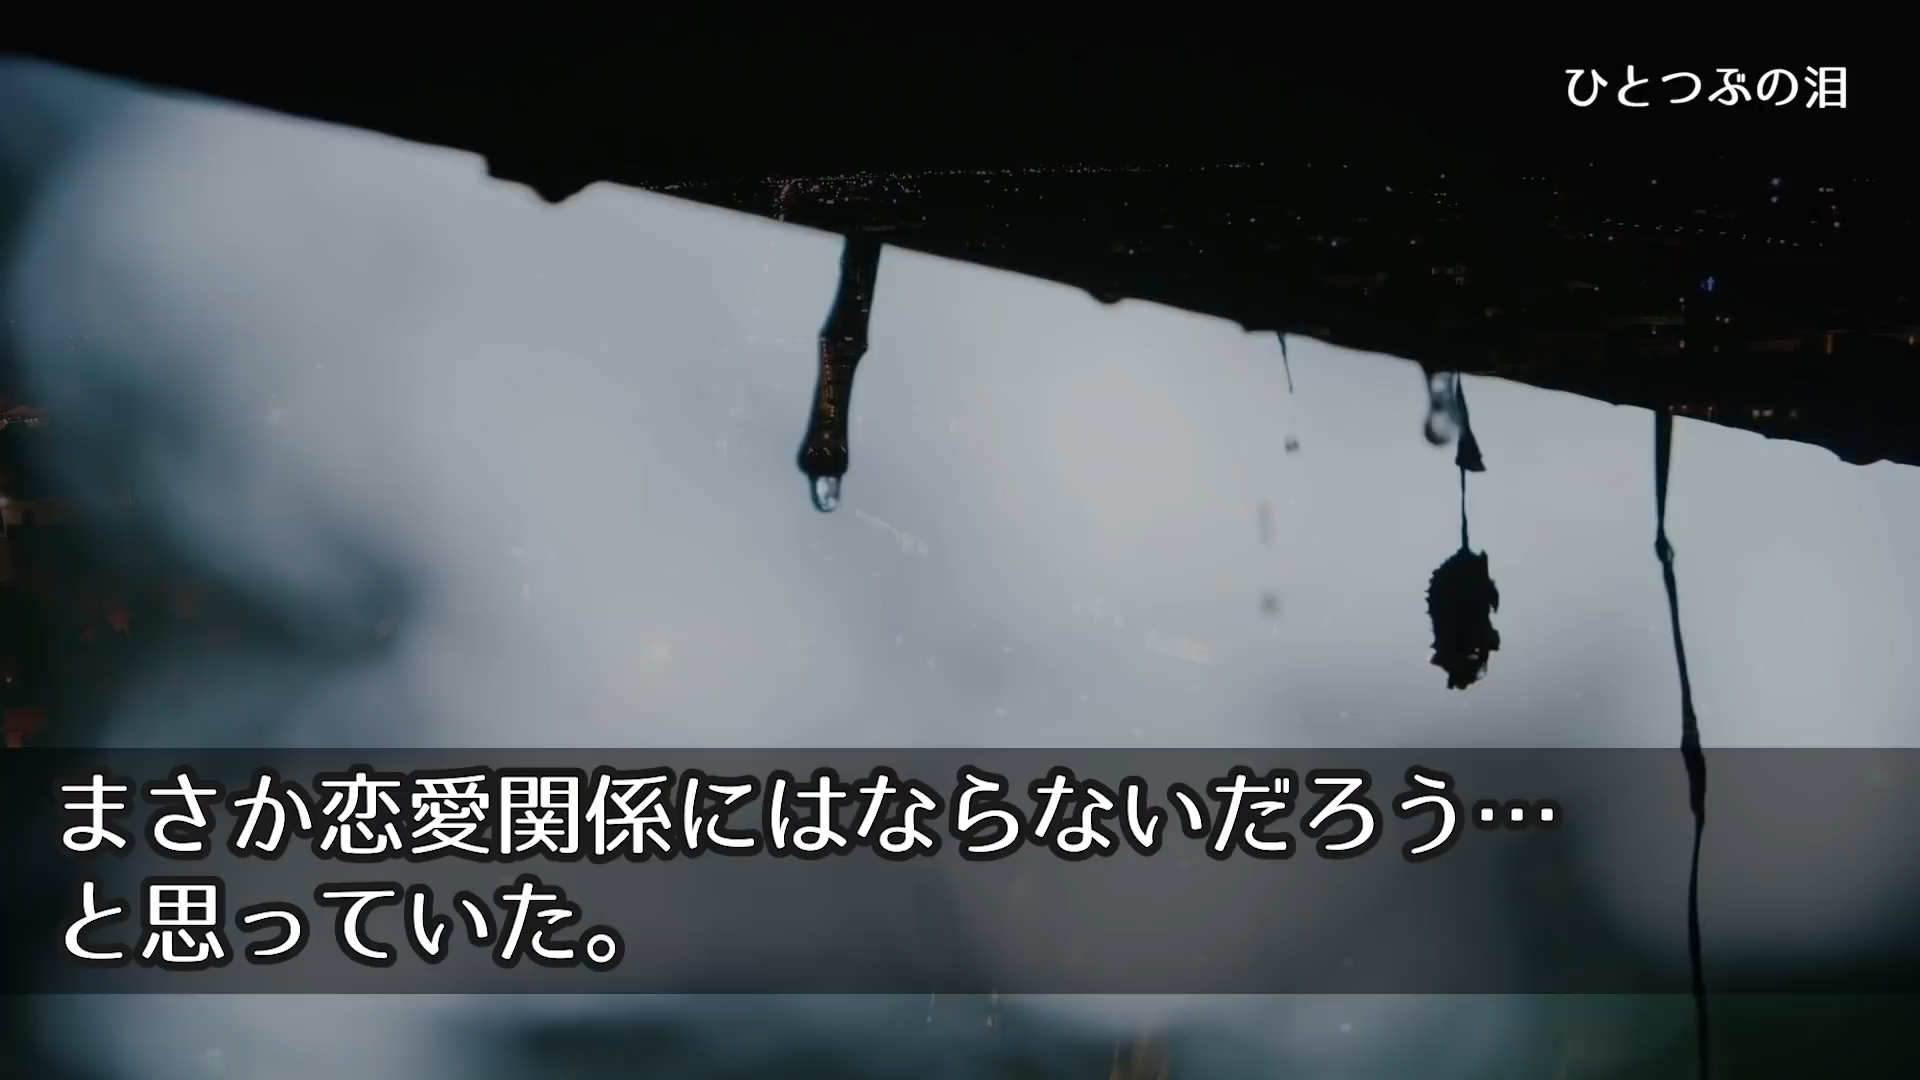 ひとつぶの泪
まさか恋愛関係にはならないだろう…
と思っていた。